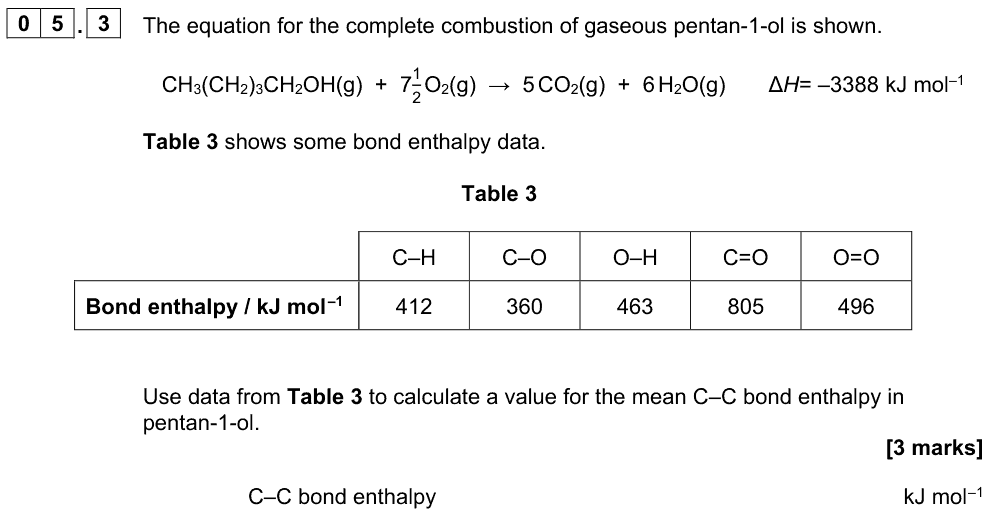 0 5 . 3 The equation for the complete combustion of gaseous pentan-1-ol is shown.
CH₃(CH₂)₃CH₂OH(g) + 7½O₂(g) → 5CO₂(g) + 6H₂O(g) ΔH= –3388 kJ mol⁻¹
Table 3 shows some bond enthalpy data.
Table 3
C–H C–O O–H C=O O=O
Bond enthalpy / kJ mol⁻¹ 412 360 463 805 496
Use data from Table 3 to calculate a value for the mean C–C bond enthalpy in
pentan-1-ol.
[3 marks]
C–C bond enthalpy kJ mol⁻¹